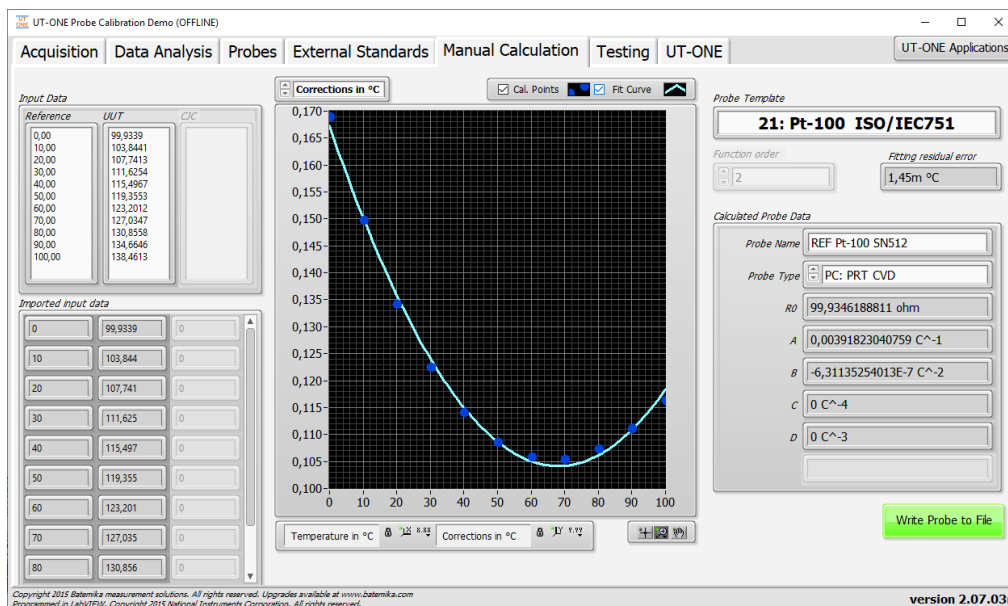 UT ONE UT-ONE Probe Calibration Demo (OFFLINE)
Acquisition Data Analysis Probes External Standards Manual Calculation Testing UT-ONE UT-ONE Applications
Input Data
Reference UUT CJC
0,00 99,9339
10,00 103,8441
20,00 107,7413
30,00 111,6254
40,00 115,4967
50,00 119,3553
60,00 123,2012
70,00 127,0347
80,00 130,8558
90,00 134,6646
100,00 138,4613
Imported input data
0 99,9339 0
10 103,844 0
20 107,741 0
30 111,625 0
40 115,497 0
50 119,355 0
60 123,201 0
70 127,035 0
80 130,856 0
Corrections in °C Cal. Points Fit Curve
0,170
0,165
0,160
0,155
0,150
0,145
0,140
0,135
0,130
0,125
0,120
0,115
0,110
0,105
0,100
0 10 20 30 40 50 60 70 80 90 100
Temperature in °C X X.XX Corrections in °C Y Y.YY
Probe Template
21: Pt-100 ISO/IEC751
Function order Fitting residual error
2 1,45m °C
Calculated Probe Data
Probe Name REF Pt-100 SN512
Probe Type PC: PRT CVD
R0 99,9346188811 ohm
A 0,00391823040759 C^-1
B -6,31135254013E-7 C^-2
C 0 C^-4
D 0 C^-3
Write Probe to File
Copyright 2015 Batemika measurement solutions. All rights reserved. Upgrades available at www.batemika.com
Programmed in LabVIEW. Copyright 2015 National Instruments Corporation. All rights reserved.
version 2.07.03